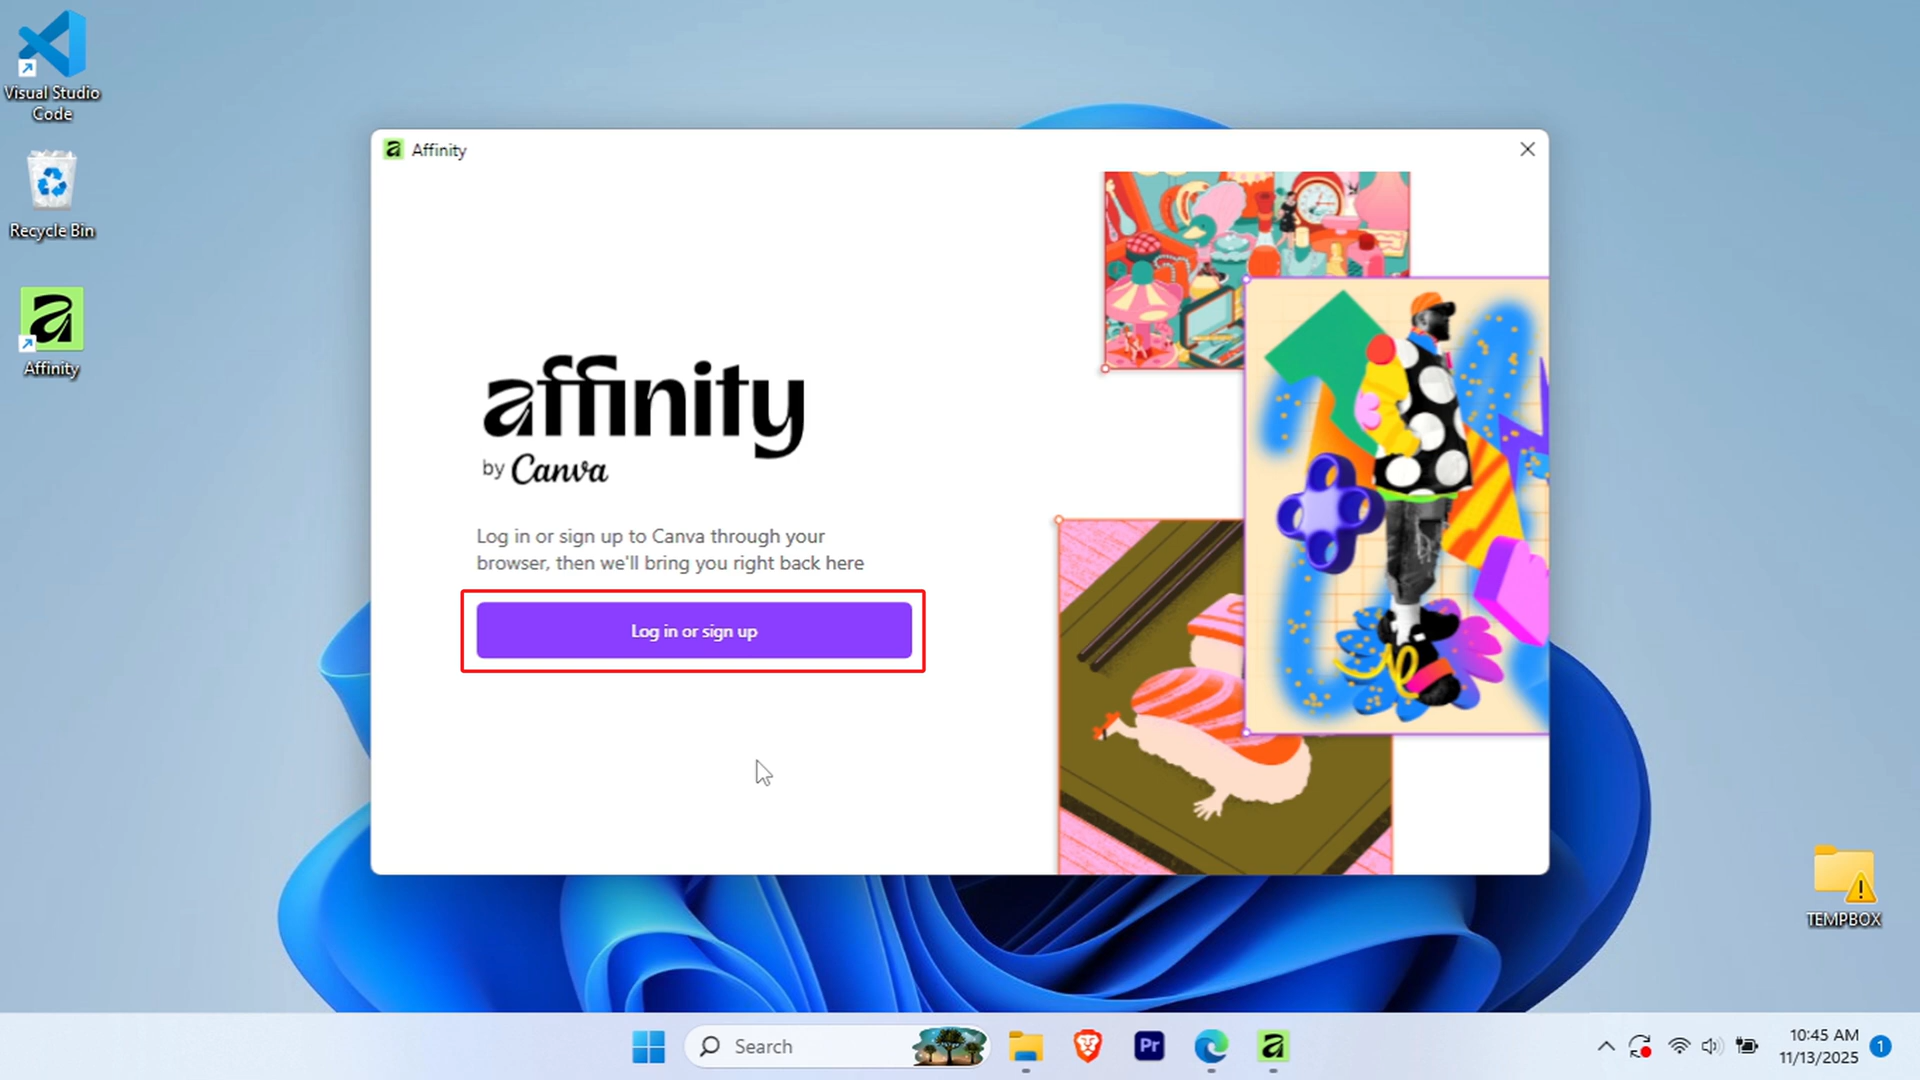 Visual Studio
Code
Recycle Bin
Affinity
Affinity
affinity
by Canva
Log in or sign up to Canva through your
browser, then we'll bring you right back here
Log in or sign up
TEMPBOX
Search
Pr
10:45 AM
11/13/2025
1